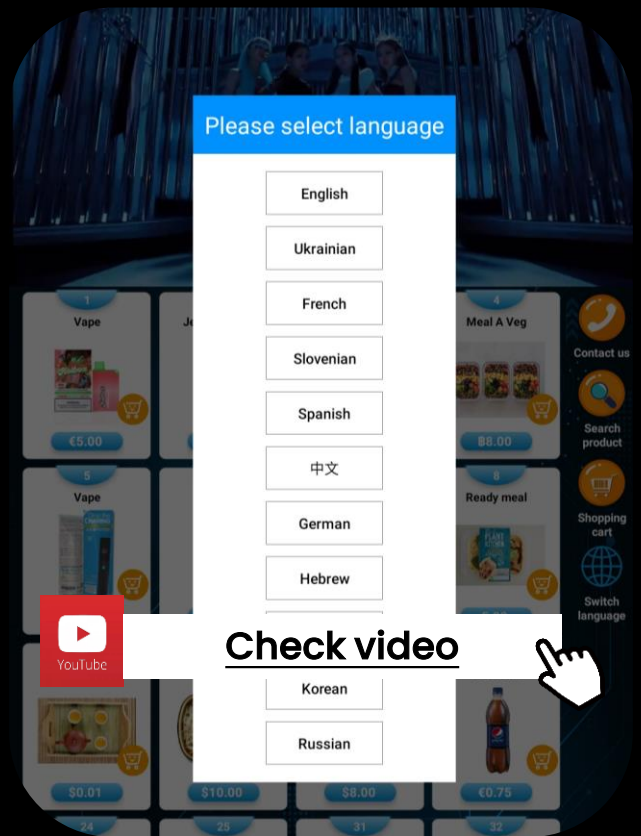 Please select language
English
Ukrainian
French
Slovenian
Spanish
中文
German
Hebrew
Korean
Russian
1
Vape
€5.00
Je
4
Meal A Veg
฿8.00
5
Vape
8
Ready meal
Contact us
Search
product
Shopping
cart
Switch
language
YouTube
Check video
$0.01
$10.00
$8.00
€0.75
24
25
31
32